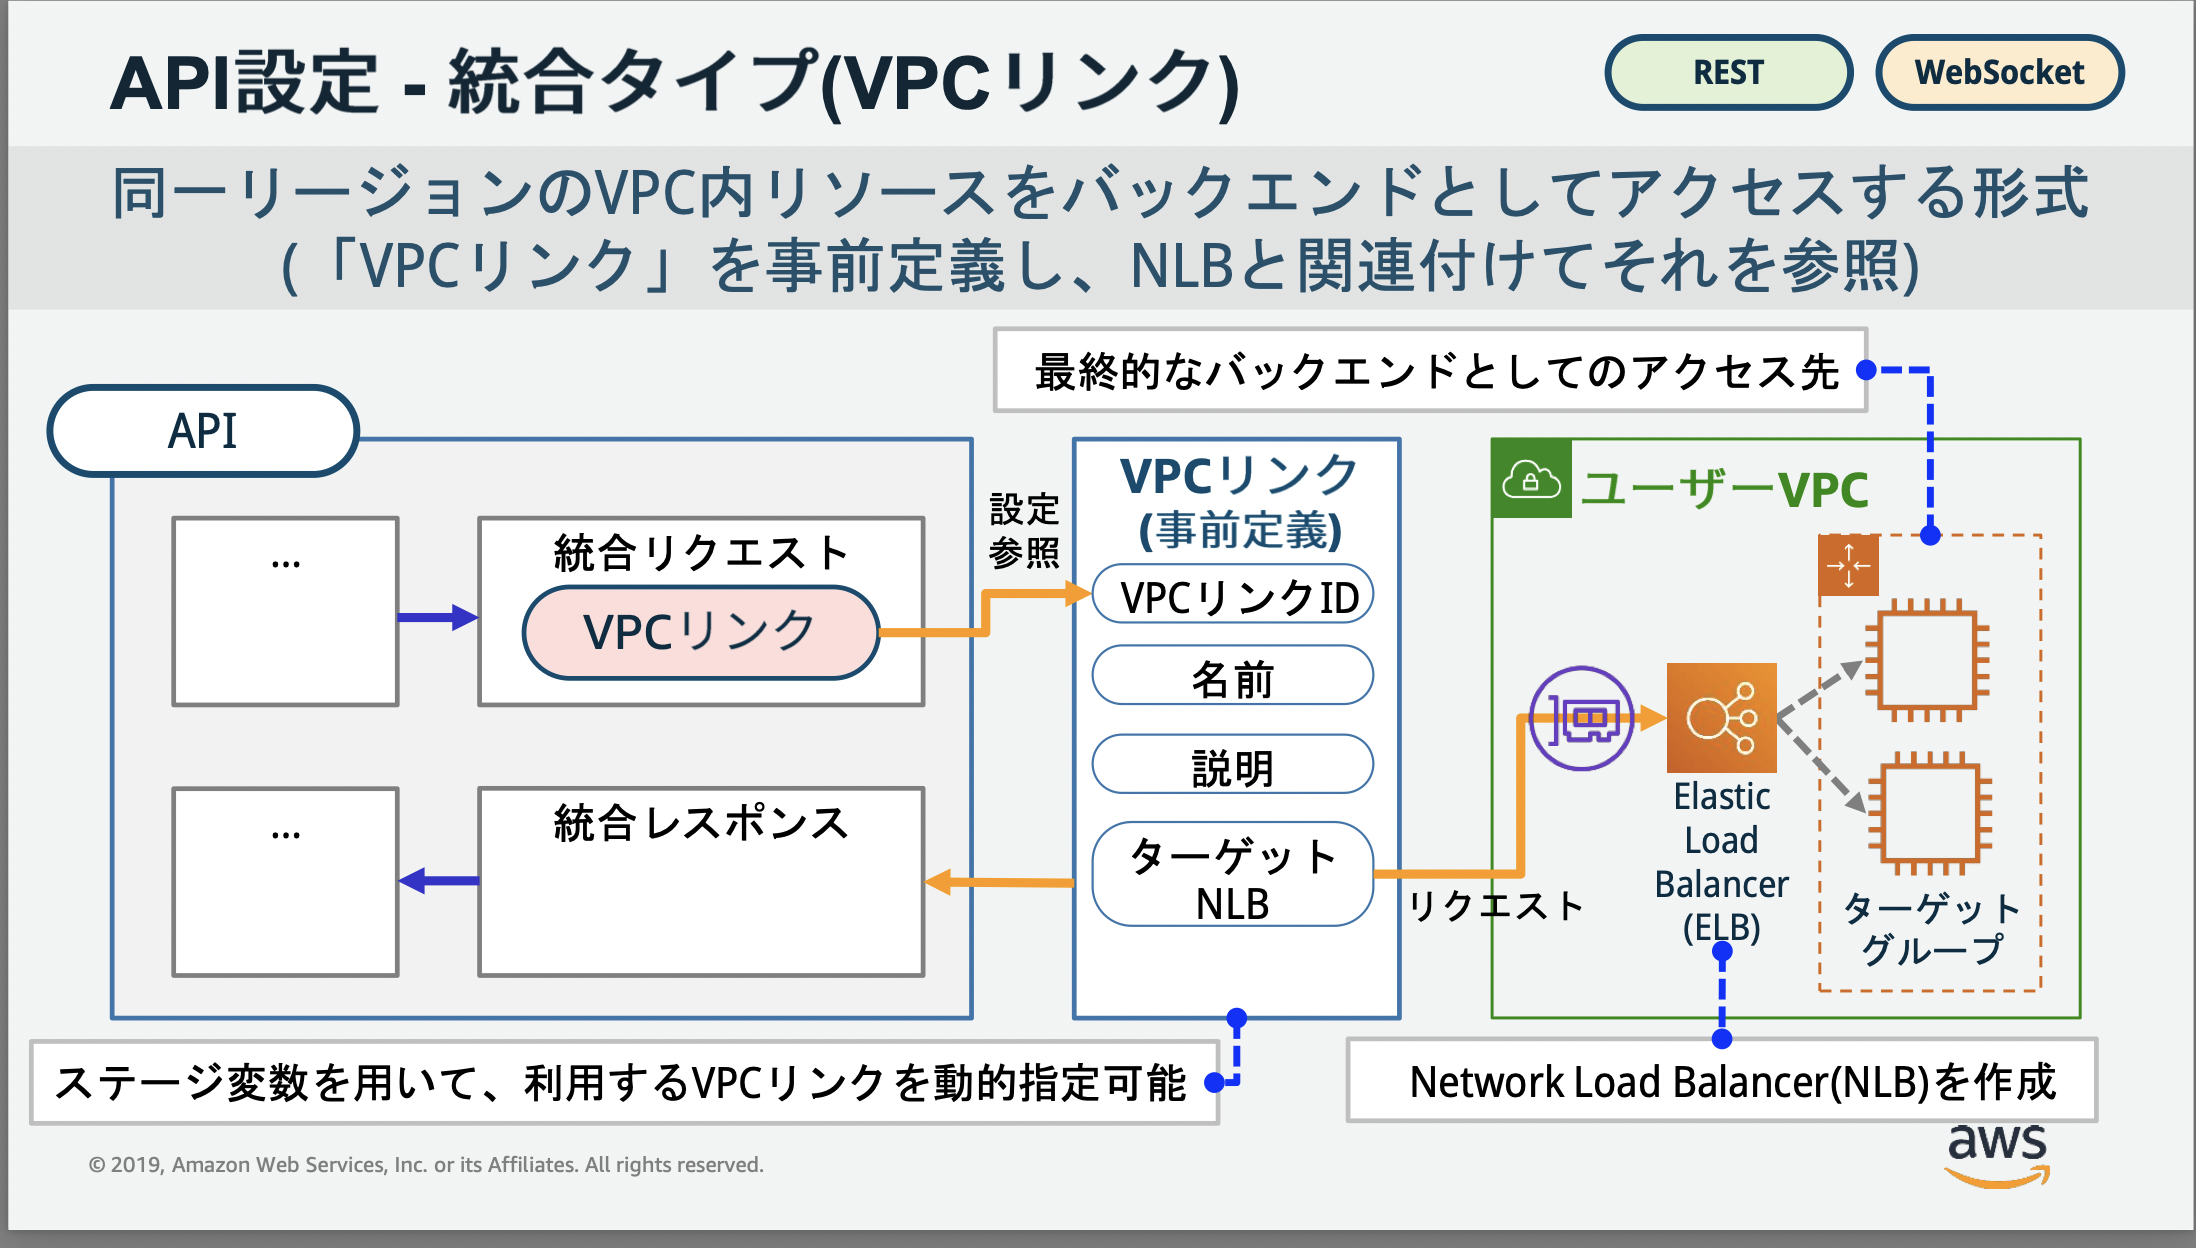 API設定 - 統合タイプ(VPCリンク)
REST
WebSocket
同一リージョンのVPC内リソースをバックエンドとしてアクセスする形式
(「VPCリンク」を事前定義し、NLBと関連付けてそれを参照)
最終的なバックエンドとしてのアクセス先
API
...
統合リクエスト
VPCリンク
設定
参照
...
統合レスポンス
VPCリンク
(事前定義)
VPCリンクID
名前
説明
ターゲット
NLB
リクエスト
ユーザーVPC
Elastic
Load
Balancer
(ELB)
ターゲット
グループ
ステージ変数を用いて、利用するVPCリンクを動的指定可能
Network Load Balancer(NLB)を作成
© 2019, Amazon Web Services, Inc. or its Affiliates. All rights reserved.
aws